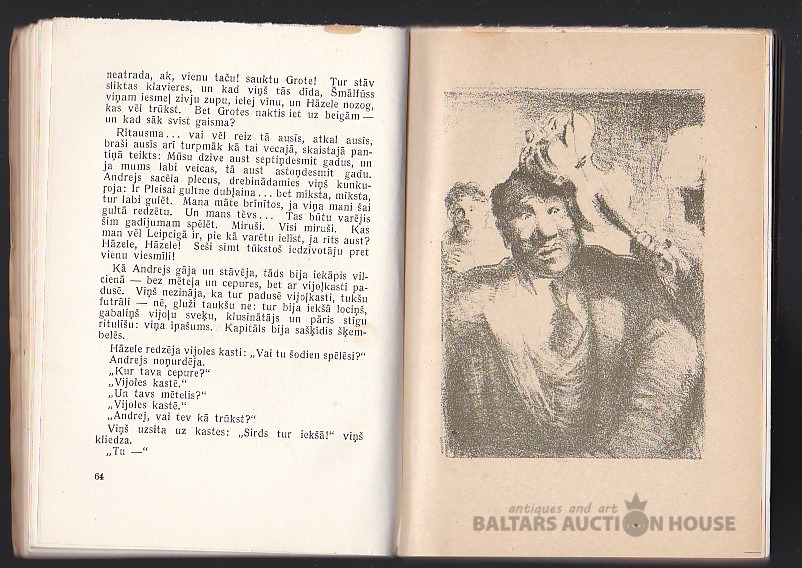 neatrada, ak, vienu taču! sauktu Grote! Tur stāv
sliktas klavieres, un kad viņš tās dīda, Šmālfūss
viņam iesmeļ zivju zupu, ielej vīnu, un Hāzele nozog,
kas vēl trūkst. Bet Grotes naktis iet uz beigām —
un kad sāk svist gaisma?
Rītausma... vai vēl reiz tā ausīs, atkal ausīs,
braši ausīs arī turpmāk kā tai vecajā, skaistajā pan-
tiņā teikts: Mūsu dzīve aust septiņdesmit gadus, un
ja mums labi veicas, tā aust astoņdesmit gadu.
Andrejs sacēla plecus, drebinādamies viņš kunku-
ļoja: Ir Pleisai gultne dubļaina... bet mīksta, mīksta,
tur labi gulēt. Mana māte brīnītos, ja viņa mani šai
gultā redzētu. Un mans tēvs... Tas būtu varējis
šim gadījumam spēlēt. Miruši. Visi miruši. Kas
man vēl Leipcigā ir, pie kā varētu ielīst, ja rīts aust?
Hāzele, Hāzele! Seši simt tūkstoš iedzīvotāju pret
vienu viesmīli!
Kā Andrejs gāja un stāvēja, tāds bija iekāpis vil-
cienā — bez mēteļa un cepures, bet ar vijoļkasti pa-
dusē. Viņš nezināja, ka tur padusē vijoļkasti, tukšu
futrāli — nē, gluži taukšu ne: tur bija iekšā lociņš,
gabaliņš vijoļu sveķu, klusinātājs un pāris stīgu
ritulīšu: viņa īpašums. Kapitāls bija sašķīdis šķem-
belēs.
Hāzele redzēja vijoles kasti: „Vai tu šodien spēlēsi?“
Andrejs noņurdēja.
„Kur tava cepure?“
„Vijoles kastē.“
„Un tavs mētelis?“
„Vijoles kastē.“
„Andrej, vai tev kā trūkst?“
Viņš uzsita uz kastes: „Sirds tur iekšā!“ viņš
kliedza.
„Tu —“
64
antiques and art
BALTARS AUCTION HOUSE